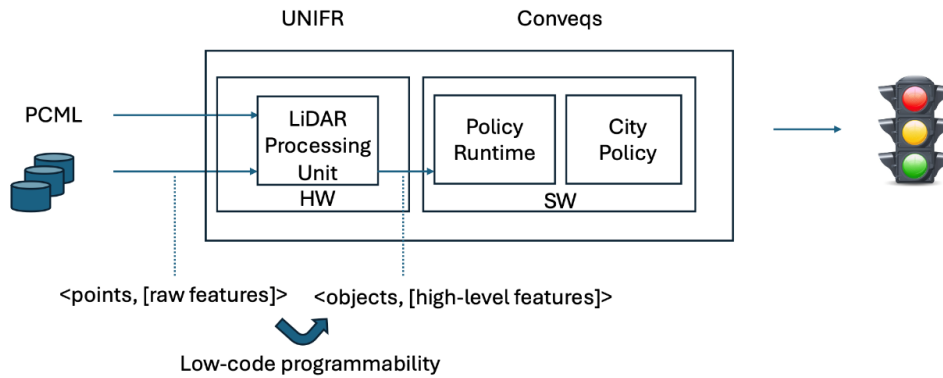 UNIFR
Conveqs
PCML
LiDAR
Processing
Unit
HW
Policy
Runtime
City
Policy
SW
<points, [raw features]>
<objects, [high-level features]>
Low-code programmability